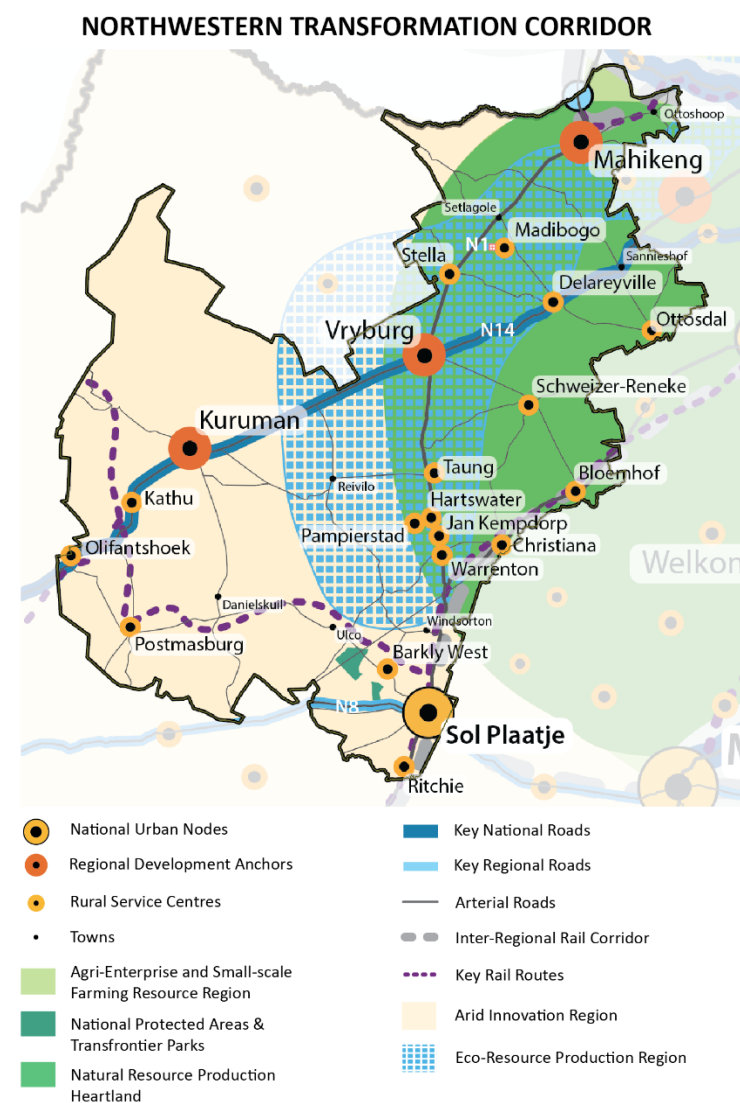 NORTHWESTERN TRANSFORMATION CORRIDOR
Ottoshoop
Mahikeng
Setlagole
Madibogo
N1
Stella
Sannieshof
Delareyville
Ottosdal
N14
Vryburg
Schweizer-Reneke
Kuruman
Taung
Reivilo
Bloemhof
Kathu
Hartswater
Jan Kempdorp
Pampierstad
Christiana
Olifantshoek
Warrenton
Welkon
Danielskuil
Windsorton
Ulco
Postmasburg
Barkly West
N8
Sol Plaatje
Ritchie
National Urban Nodes
Regional Development Anchors
Rural Service Centres
Towns
Agri-Enterprise and Small-scale
Farming Resource Region
National Protected Areas &
Transfrontier Parks
Natural Resource Production
Heartland
Key National Roads
Key Regional Roads
Arterial Roads
Inter-Regional Rail Corridor
Key Rail Routes
Arid Innovation Region
Eco-Resource Production Region